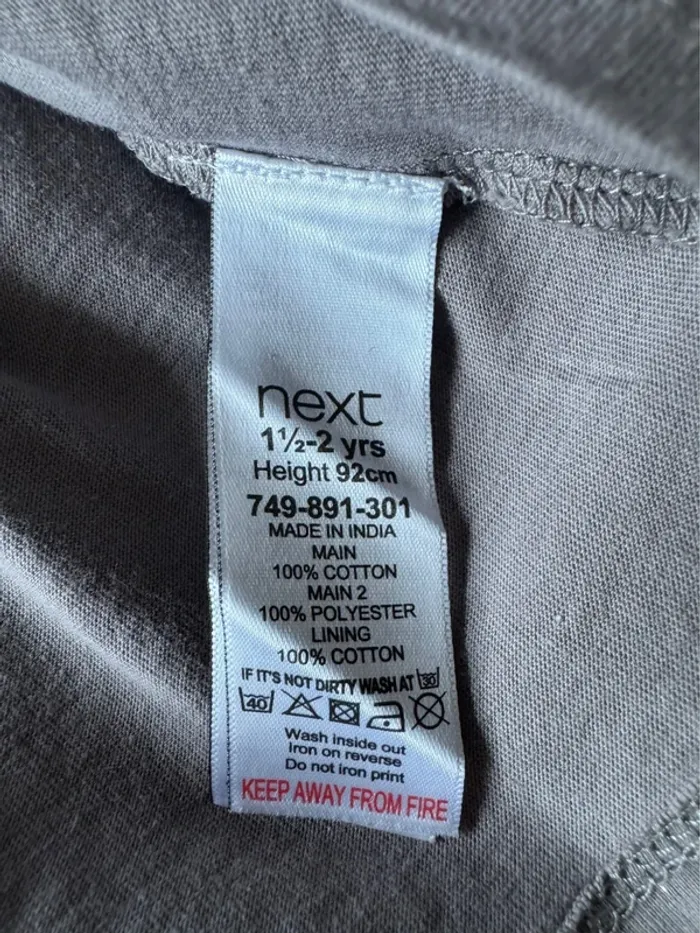 next
1½-2 yrs
Height 92cm
749-891-301
MADE IN INDIA
MAIN
100% COTTON
MAIN 2
100% POLYESTER
LINING
100% COTTON
IF IT'S NOT DIRTY WASH AT 30
40
Wash inside out
Iron on reverse
Do not iron print
KEEP AWAY FROM FIRE